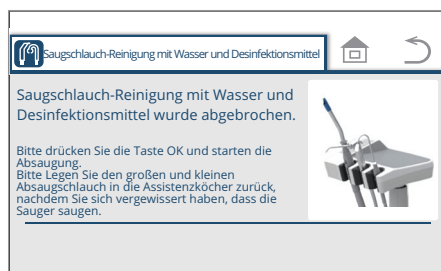 Saugschlauch-Reinigung mit Wasser und Desinfektionsmittel
Saugschlauch-Reinigung mit Wasser und
Desinfektionsmittel wurde abgebrochen.
Bitte drücken Sie die Taste OK und starten die
Absaugung.
Bitte Legen Sie den großen und kleinen
Absaugschlauch in die Assistenzköcher zurück,
nachdem Sie sich vergewissert haben, dass die
Sauger saugen.